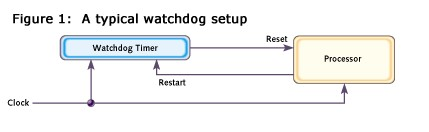 Figure 1: A typical watchdog setup
Reset
Watchdog Timer
Processor
Restart
Clock